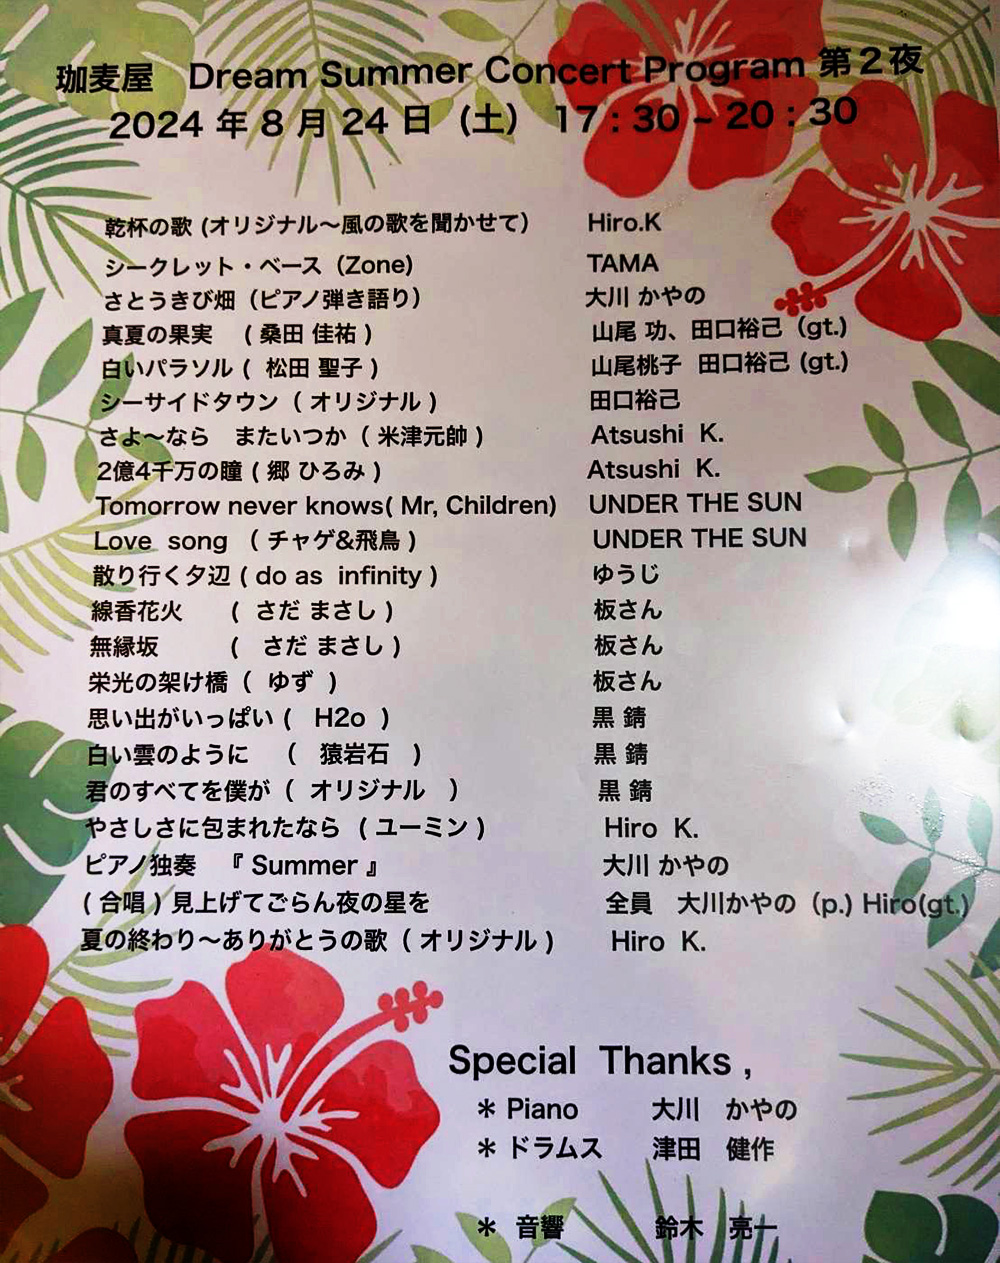 珈麦屋 Dream Summer Concert Program 第2夜
2024年8月24日（土） 17:30~20:30
乾杯の歌 (オリジナル～風の歌を聞かせて） Hiro.K
シークレット・ベース（Zone) TAMA
さとうきび畑（ピアノ弾き語り） 大川 かやの
真夏の果実 ( 桑田 佳祐 ) 山尾 功、田口裕己（gt.)
白いパラソル ( 松田 聖子 ) 山尾桃子 田口裕己 (gt.)
シーサイドタウン（ オリジナル ) 田口裕己
さよ～なら またいつか（ 米津元帥 ) Atsushi K.
2億4千万の瞳 ( 郷 ひろみ ) Atsushi K.
Tomorrow never knows( Mr, Children) UNDER THE SUN
Love song （ チャゲ&飛鳥 ) UNDER THE SUN
散り行く夕辺 ( do as infinity ) ゆうじ
線香花火 ( さだ まさし ) 板さん
無縁坂 ( さだ まさし ) 板さん
栄光の架け橋（ ゆず ） 板さん
思い出がいっぱい ( H2o ) 黒 錆
白い雲のように （ 猿岩石 ） 黒 錆
君のすべてを僕が（ オリジナル ） 黒 錆
やさしさに包まれたなら ( ユーミン ) Hiro K.
ピアノ独奏 『 Summer 』 大川 かやの
( 合唱 ) 見上げてごらん夜の星を 全員 大川かやの（p.) Hiro(gt.)
夏の終わり～ありがとうの歌（ オリジナル ) Hiro K.
Special Thanks ,
＊ Piano 大川 かやの
＊ ドラムス 津田 健作
＊ 音響 鈴木 亮一